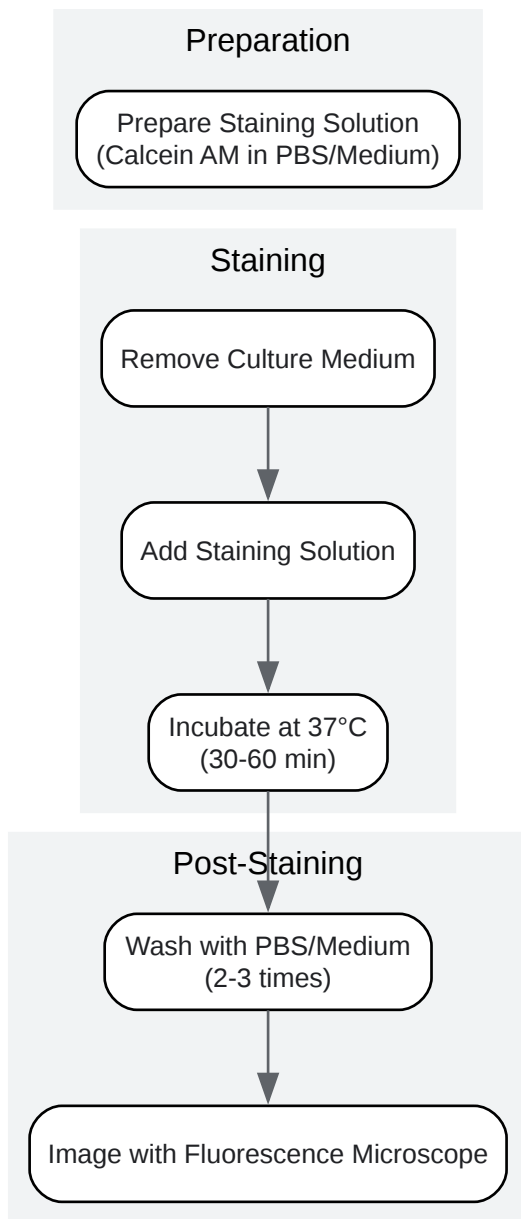 Preparation
Prepare Staining Solution
(Calcein AM in PBS/Medium)
Staining
Remove Culture Medium
Add Staining Solution
Incubate at 37°C
(30-60 min)
Post-Staining
Wash with PBS/Medium
(2-3 times)
Image with Fluorescence Microscope